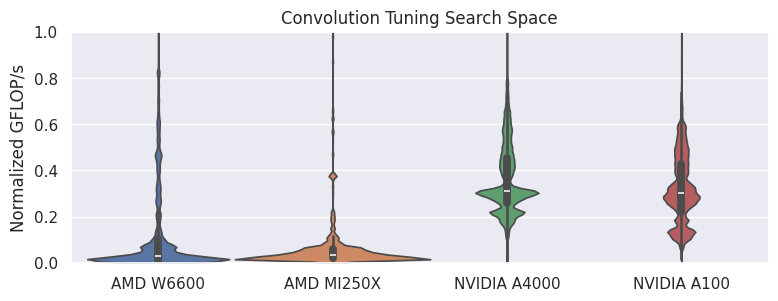 Convolution Tuning Search Space
Normalized GFLOP/s
1.0
0.8
0.6
0.4
0.2
0.0
AMD W6600
AMD MI250X
NVIDIA A4000
NVIDIA A100